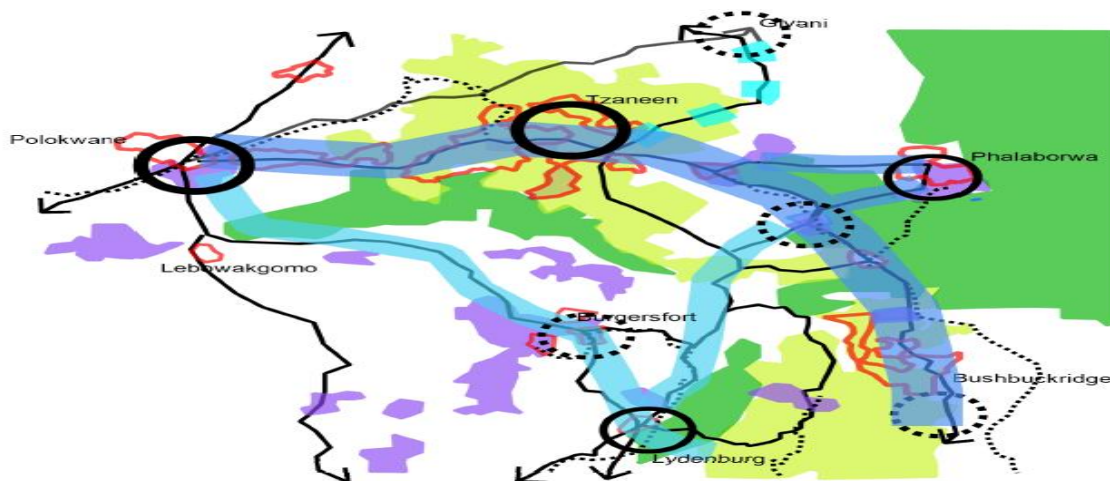 Giyani
Tzaneen
Polokwane
Phalaborwa
Lebowakgomo
Burgersfort
Bushbuckridge
Lydenburg